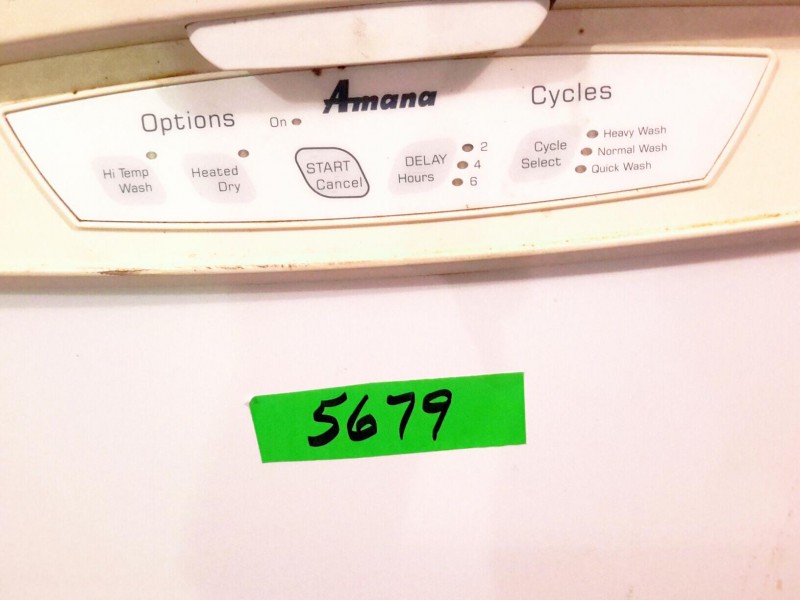 Amana
Options
On
Hi Temp
Wash
Heated
Dry
START
Cancel
DELAY
Hours
2
4
6
Cycles
Cycle
Select
Heavy Wash
Normal Wash
Quick Wash
5679